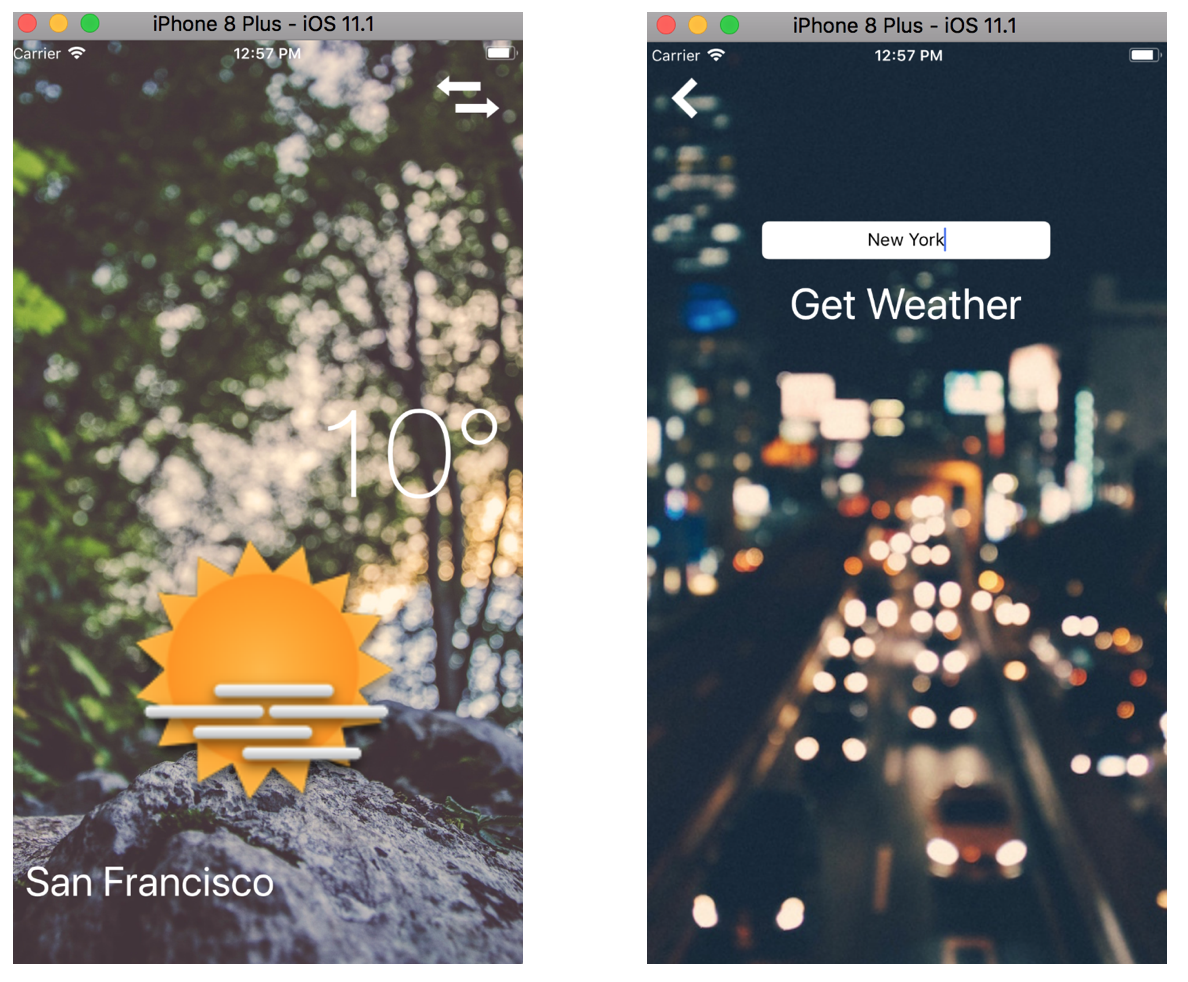 iPhone 8 Plus - iOS 11.1
Carrier 12:57 PM
10°
San Francisco
iPhone 8 Plus - iOS 11.1
Carrier 12:57 PM
New York
Get Weather